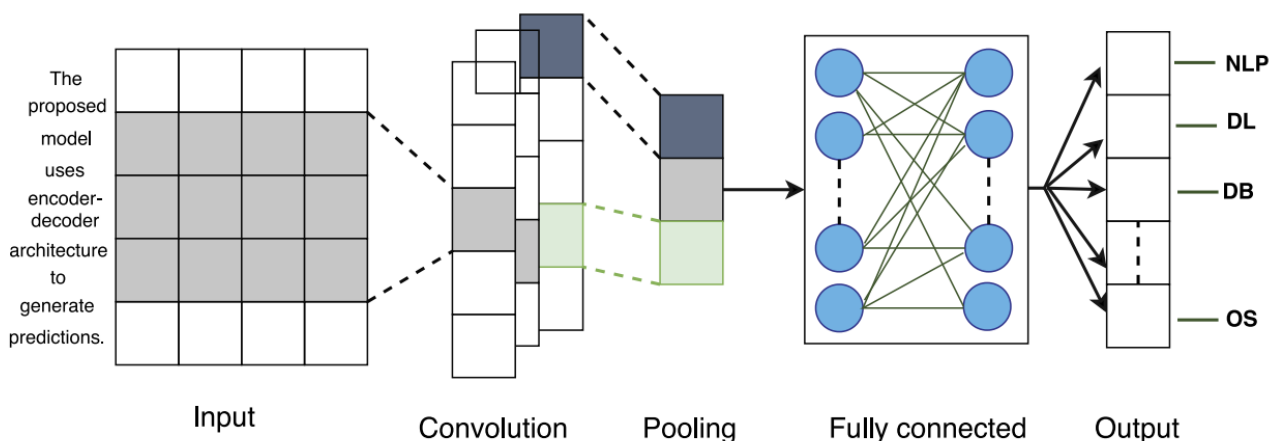 The
proposed
model
uses
encoder-
decoder
architecture
to
generate
predictions.
NLP
DL
DB
OS
Input
Convolution
Pooling
Fully connected
Output